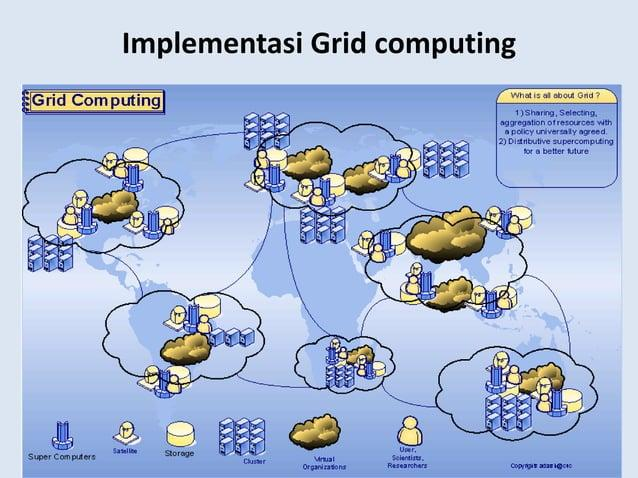 Implementasi Grid computing
Grid Computing
What is all about Grid ?
1) Sharing, Selecting,
aggregation of resources with
a policy universally agreed.
2) Distributive supercomputing
for a better future
Super Computers
Satellite
Storage
Cluster
Virtual
Organizations
User,
Scientists,
Researchers
Copyright